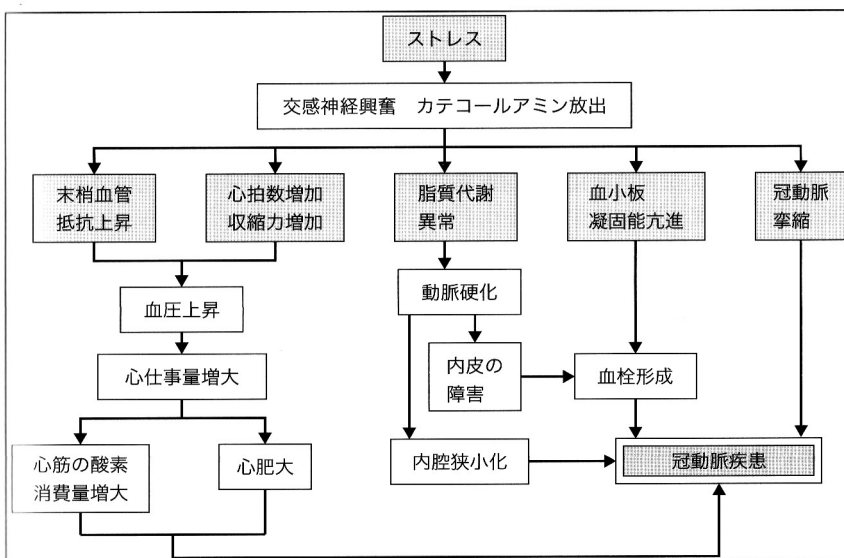 ストレス
交感神経興奮　カテコールアミン放出
末梢血管
抵抗上昇
心拍数増加
収縮力増加
脂質代謝
異常
血小板
凝固能亢進
冠動脈
攣縮
血圧上昇
動脈硬化
心仕事量増大
内皮の
障害
血栓形成
心筋の酸素
消費量増大
心肥大
内腔狭小化
冠動脈疾患